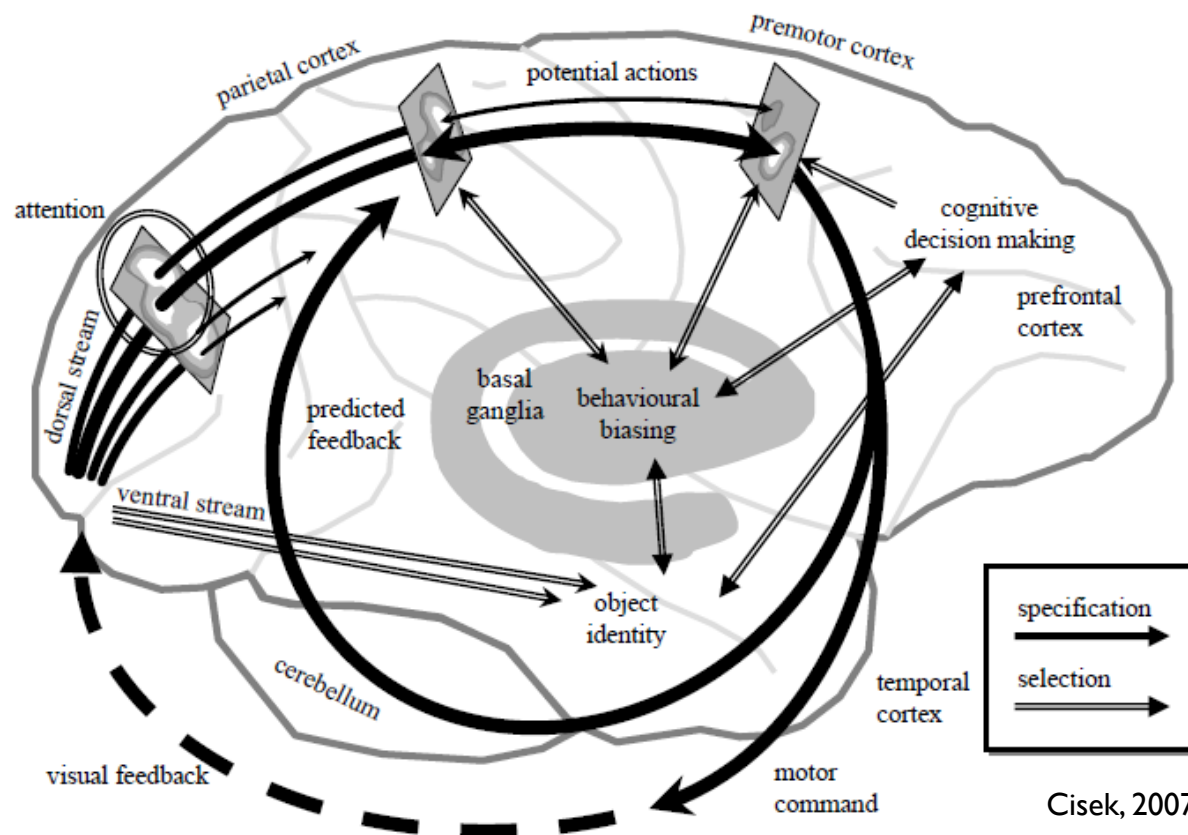 premotor cortex
parietal cortex
potential actions
attention
cognitive
decision making
prefrontal
cortex
dorsal stream
basal
ganglia
behavioural
biasing
predicted
feedback
ventral stream
object
identity
cerebellum
temporal
cortex
visual feedback
motor
command
specification
selection
Cisek, 2007